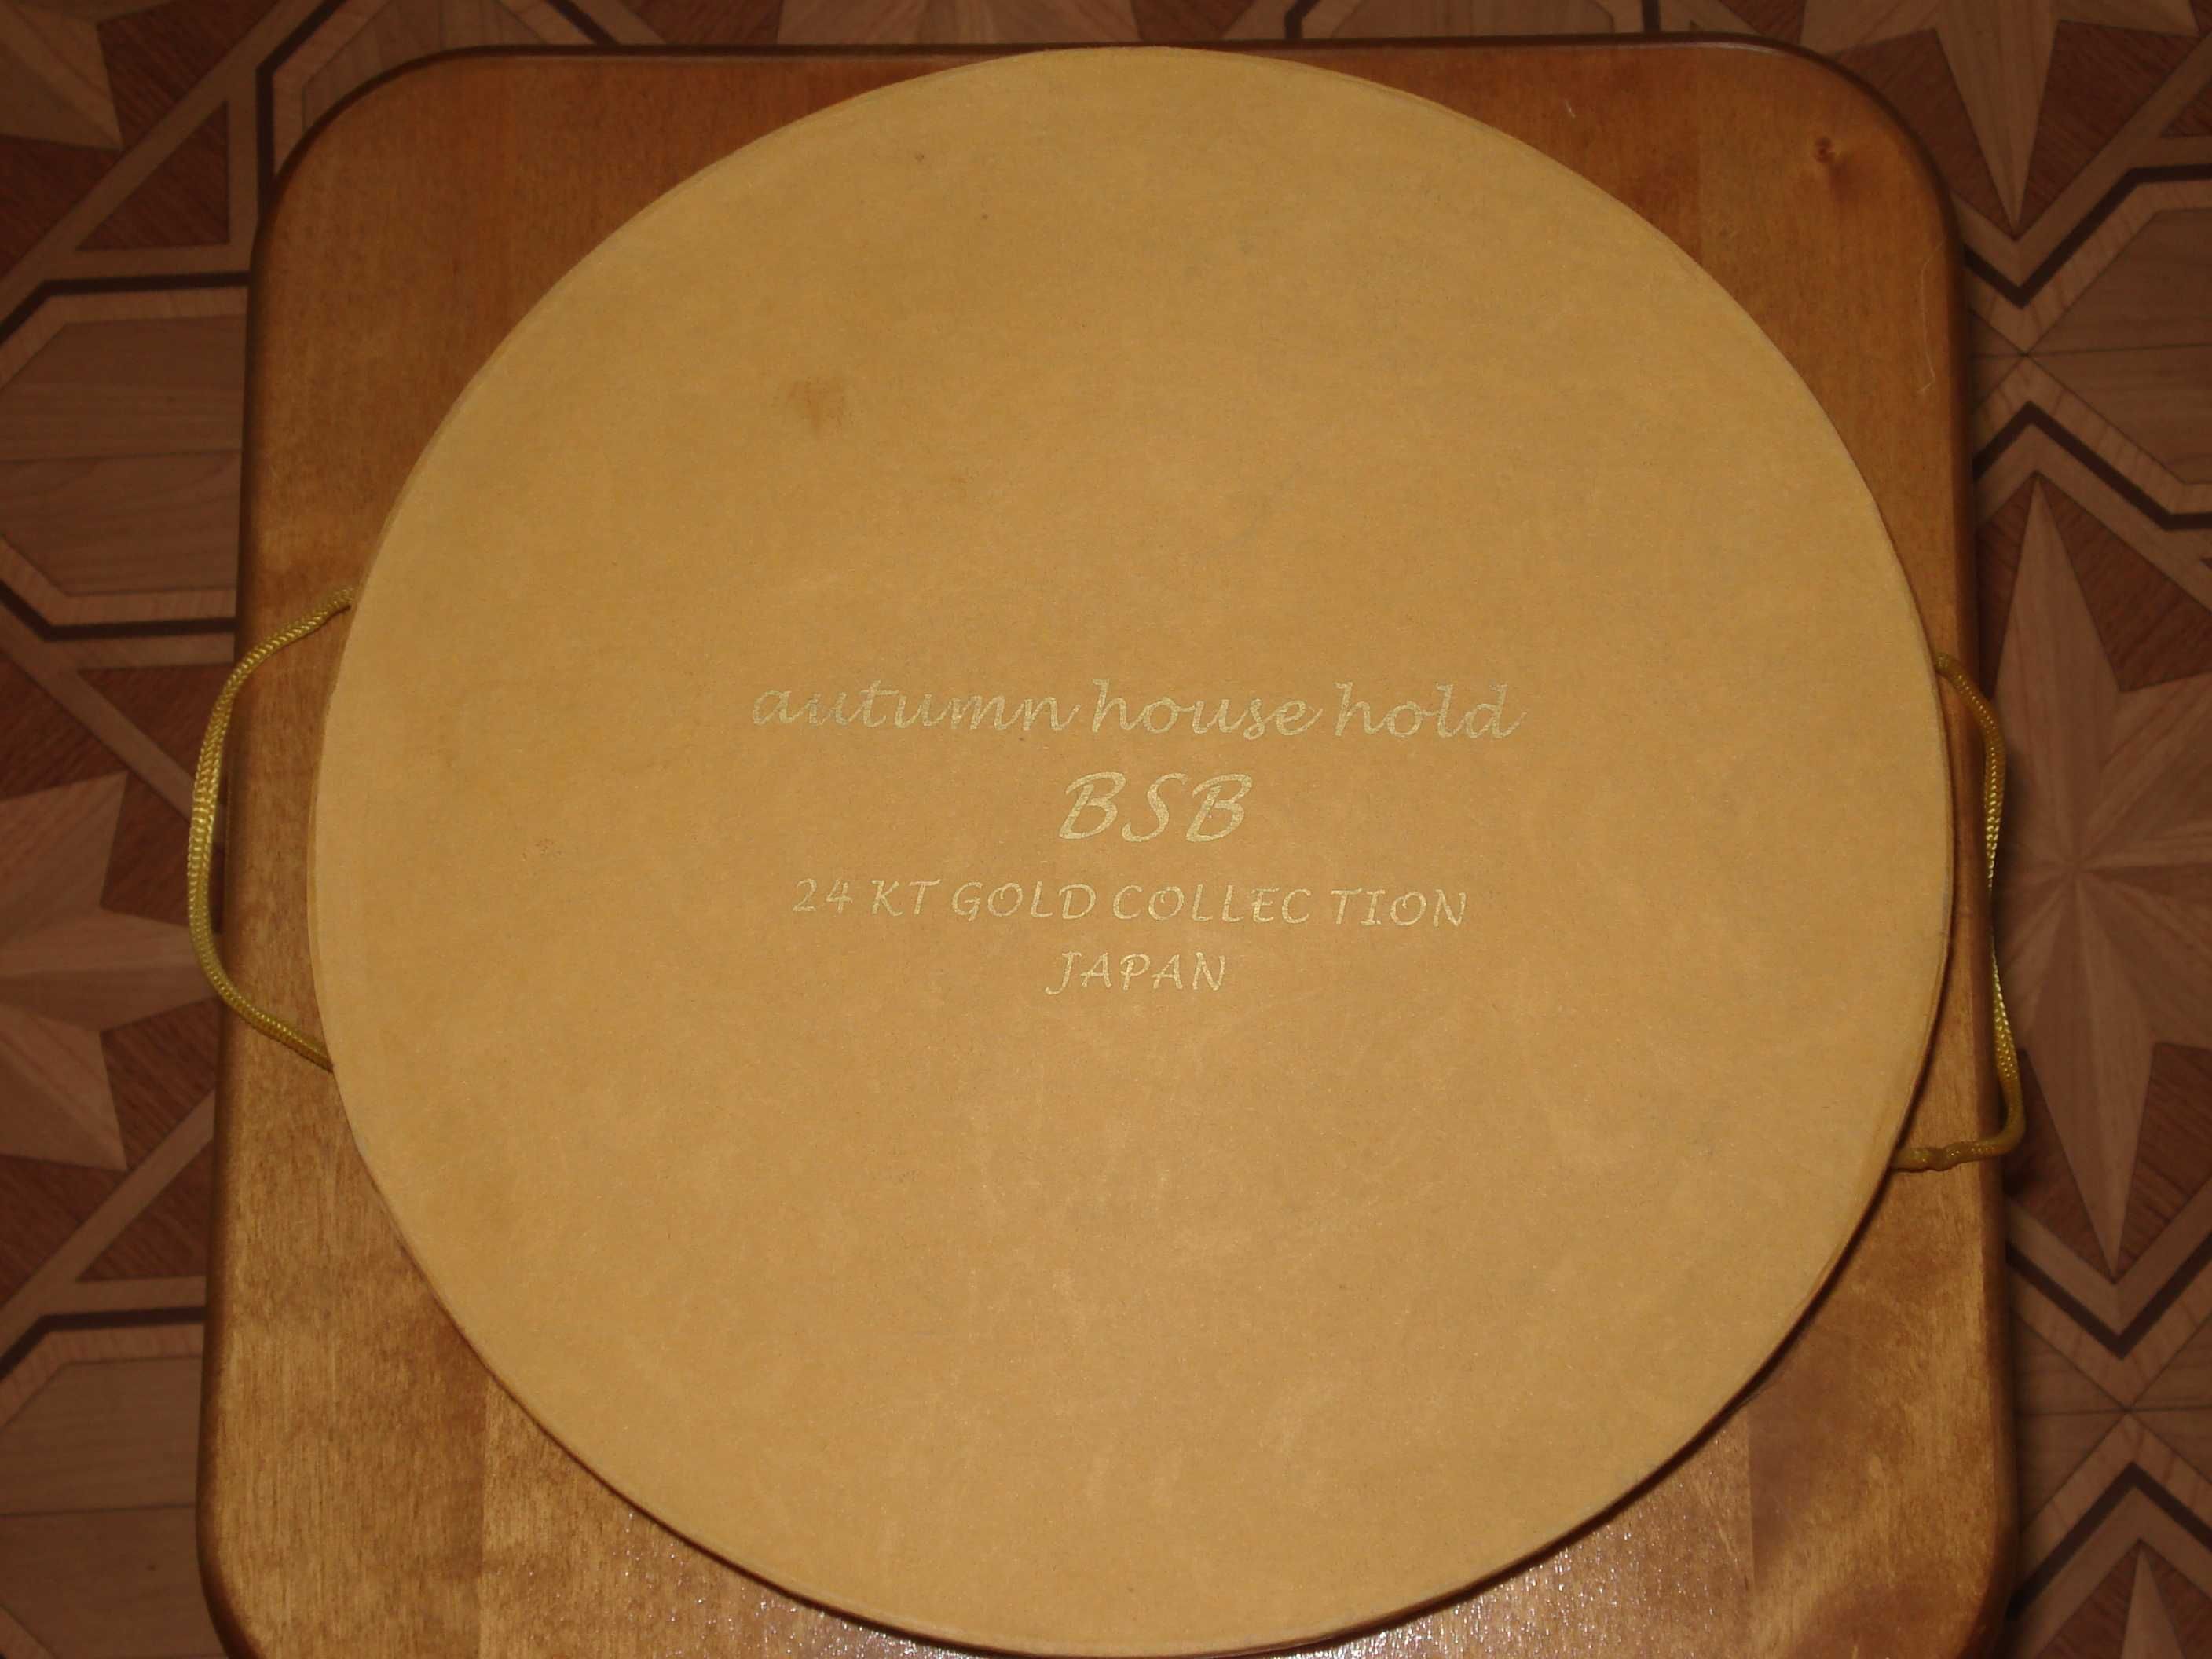 autumn house hold
BSB
24 KT GOLD COLLEC TION
JAPAN